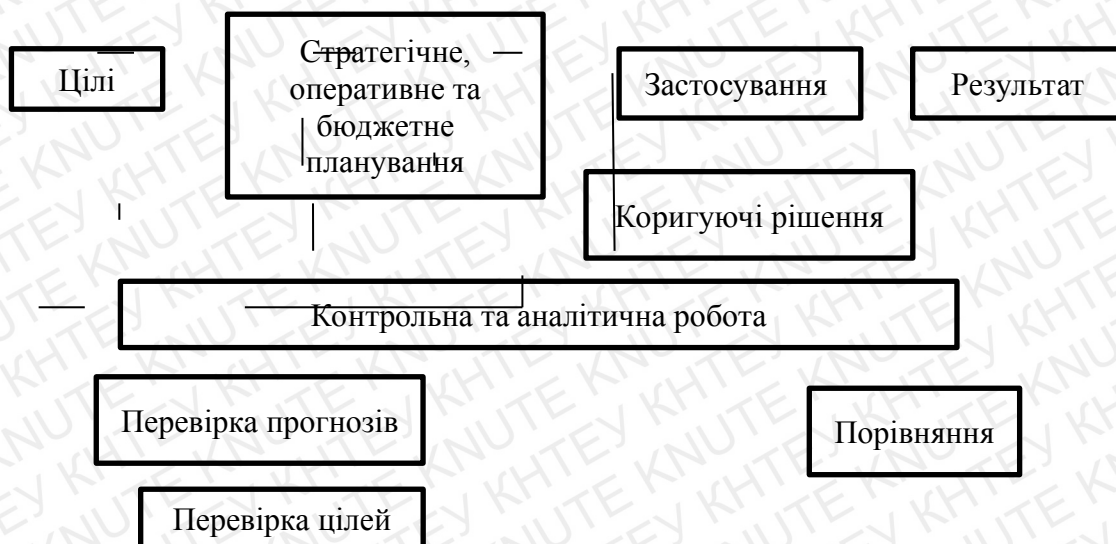 Цілі
Стратегічне,
оперативне та
бюджетне
планування
Застосування
Результат
Коригуючі рішення
Контрольна та аналітична робота
Перевірка прогнозів
Порівняння
Перевірка цілей